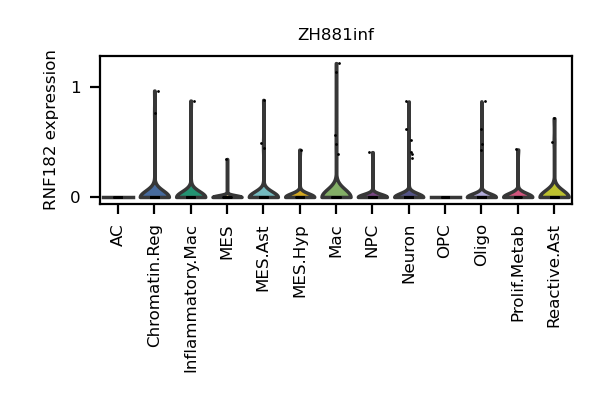 ZH881inf
RNF182 expression
1
0
AC
Chromatin.Reg
Inflammatory.Mac
MES
MES.Ast
MES.Hyp
Mac
NPC
Neuron
OPC
Oligo
Prolif.Metab
Reactive.Ast